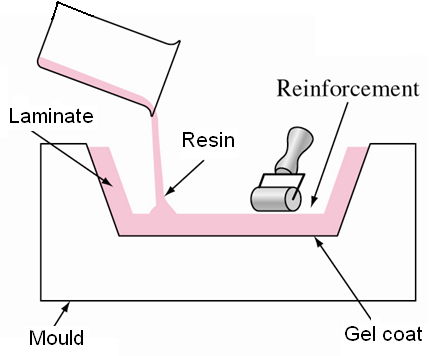 Reinforcement
Laminate
Resin
Mould
Gel coat